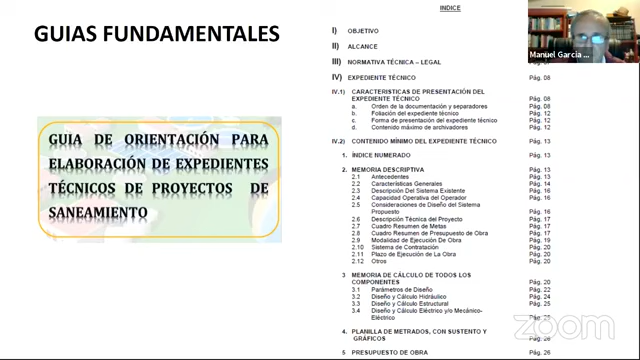 GUIAS FUNDAMENTALES
GUIA DE ORIENTACIÓN PARA
ELABORACIÓN DE EXPEDIENTES
TÉCNICOS DE PROYECTOS DE
SANEAMIENTO
INDICE
I) OBJETIVO
II) ALCANCE
III) NORMATIVA TÉCNICA – LEGAL
IV) EXPEDIENTE TÉCNICO Pág. 08
IV.1) CARACTERISTICAS DE PRESENTACIÓN DEL
EXPEDIENTE TÉCNICO Pág. 08
a. Orden de la documentación y separadores Pág. 08
b. Foliación del expediente técnico Pág. 12
c. Forma de presentación del expediente técnico Pág. 12
d. Contenido máximo de archivadores Pág. 12
IV.2) CONTENIDO MÍNIMO DEL EXPEDIENTE TÉCNICO Pág. 13
1. ÍNDICE NUMERADO Pág. 13
2. MEMORIA DESCRIPTIVA Pág. 13
2.1 Antecedentes Pág. 13
2.2 Características Generales Pág. 14
2.3 Descripción Del Sistema Existente Pág. 16
2.4 Capacidad Operativa del Operador Pág. 16
2.5 Consideraciones de Diseño del Sistema
Propuesto Pág. 16
2.6 Descripción Técnica del Proyecto Pág. 17
2.7 Cuadro Resumen de Metas Pág. 17
2.8 Cuadro Resumen de Presupuesto de Obra Pág. 17
2.9 Modalidad de Ejecución De Obra Pág. 19
2.10 Sistema de Contratación Pág. 20
2.11 Plazo de Ejecución de La Obra Pág. 20
2.12 Otros Pág. 20
3 MEMORIA DE CÁLCULO DE TODOS LOS
COMPONENTES Pág. 20
3.1 Parámetros de Diseño Pág. 22
3.2 Diseño y Cálculo Hidráulico Pág. 24
3.3 Diseño y Cálculo Estructural Pág. 25
3.4 Diseño y Cálculo Eléctrico y/o Mecánico-
Eléctrico
4. PLANILLA DE METRADOS, CON SUSTENTO Y
GRÁFICOS Pág. 26
5 PRESUPUESTO DE OBRA Pág. 26
Manuel Garcia ...
zoom